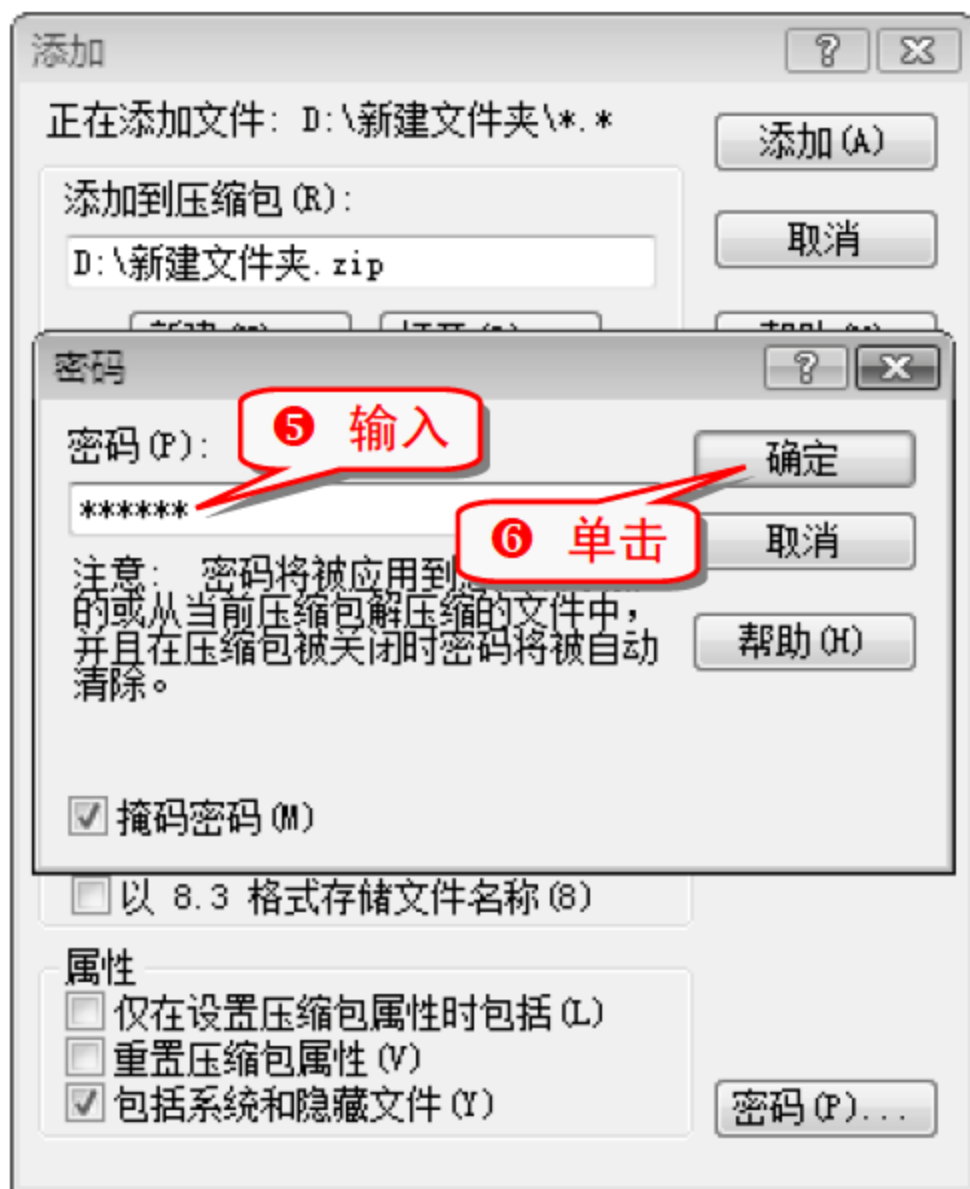 添加
正在添加文件: D:\新建文件夹\*.*
添加(A)
添加到压缩包(R):
D:\新建文件夹.zip
取消
密码
密码(P):
❺ 输入
确定
******
❻ 单击
取消
注意: 密码将被应用到
的或从当前压缩包解压缩的文件中,
并且在压缩包被关闭时密码将被自动
清除。
帮助(H)
掩码密码(M)
以 8.3 格式存储文件名称(8)
属性
仅在设置压缩包属性时包括(L)
重置压缩包属性(V)
包括系统和隐藏文件(Y)
密码(P)...